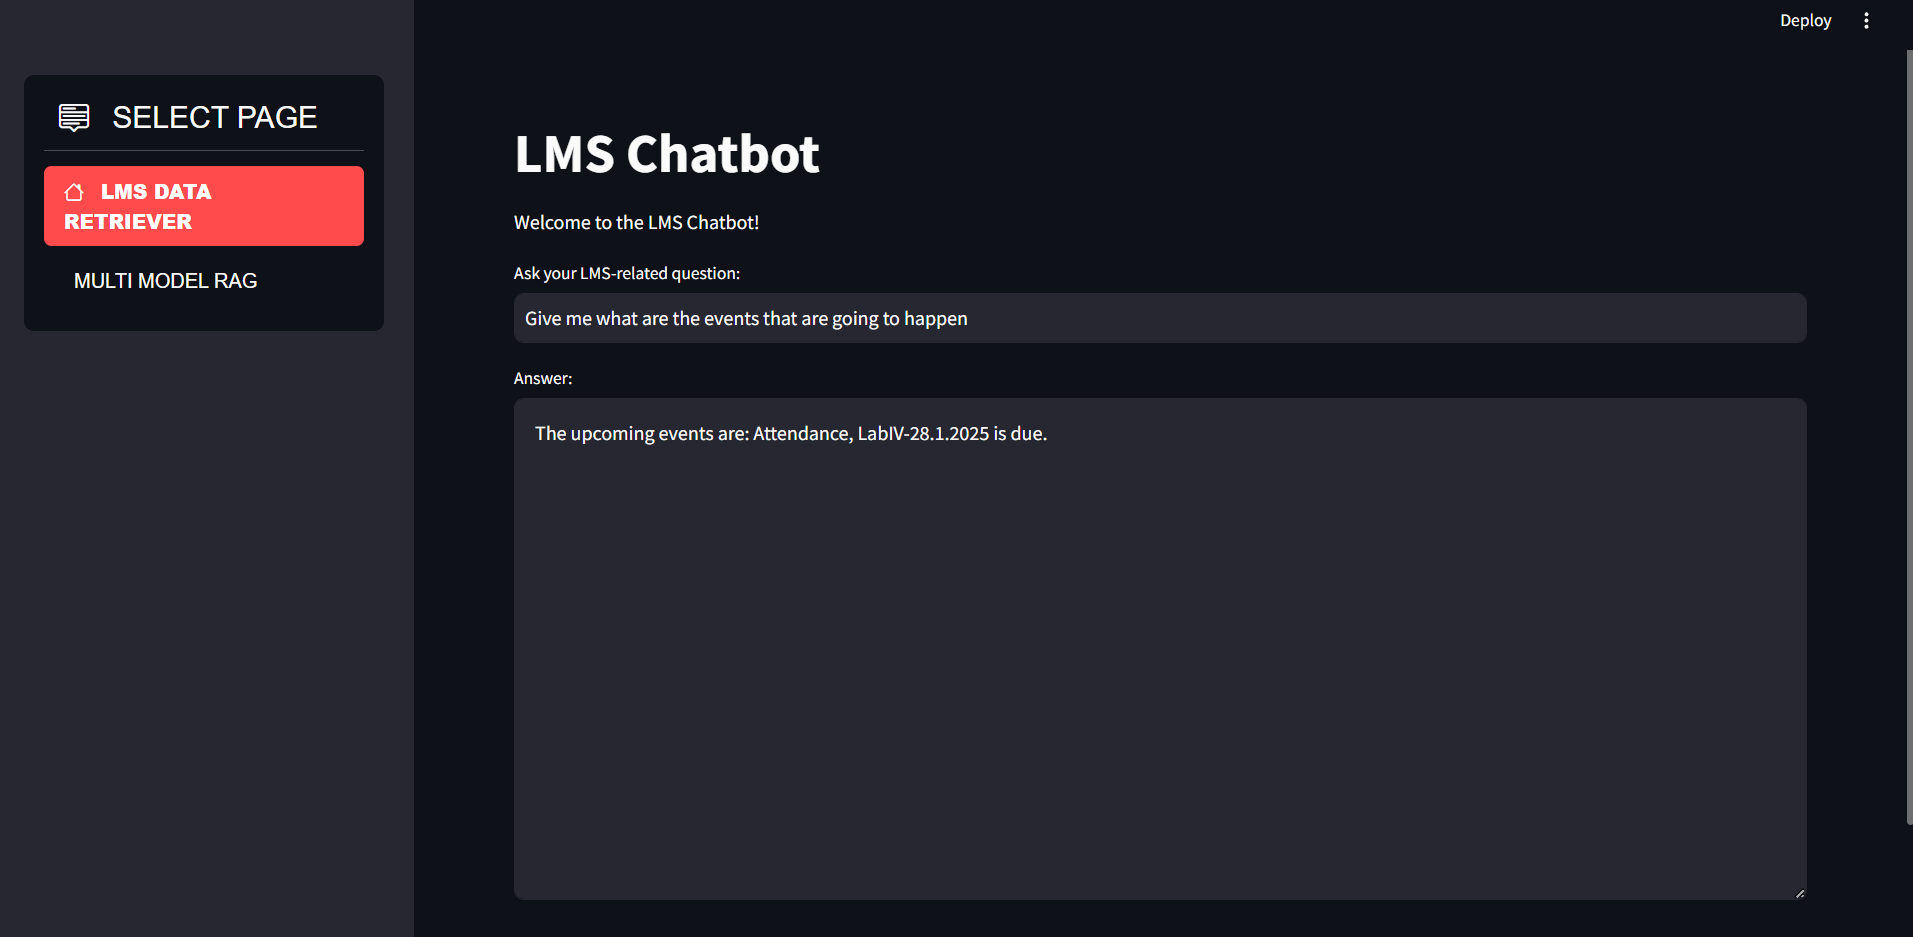 Deploy
SELECT PAGE
LMS DATA
RETRIEVER
MULTI MODEL RAG
LMS Chatbot
Welcome to the LMS Chatbot!
Ask your LMS-related question:
Give me what are the events that are going to happen
Answer:
The upcoming events are: Attendance, LabIV-28.1.2025 is due.